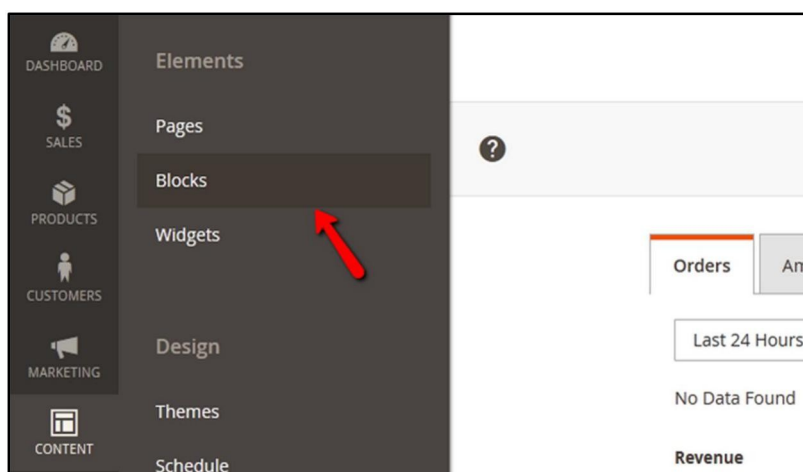 DASHBOARD
SALES
PRODUCTS
CUSTOMERS
MARKETING
CONTENT
Elements
Pages
Blocks
Widgets
Design
Themes
Schedule
?
Orders
Am
Last 24 Hours
No Data Found
Revenue